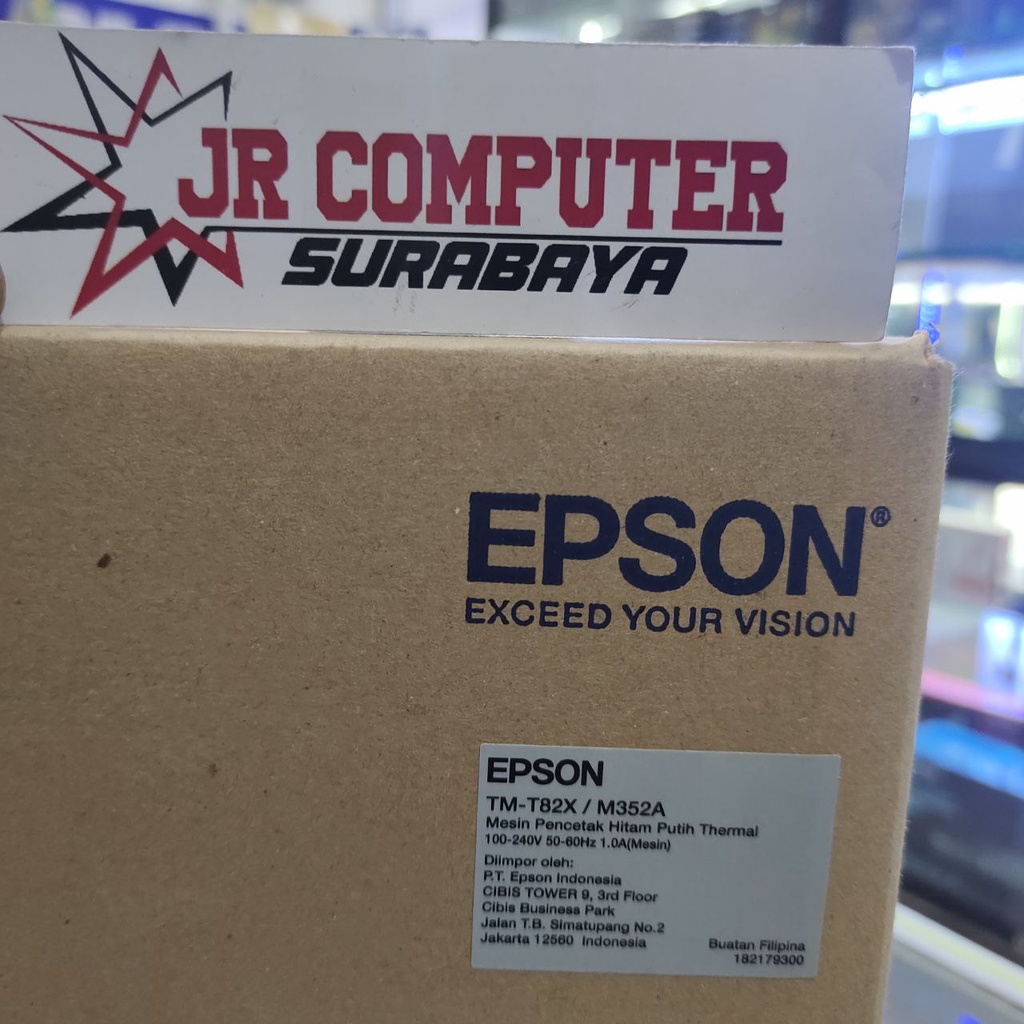 JR COMPUTER
SURABAYA
EPSON®
EXCEED YOUR VISION
EPSON
TM-T82X / M352A
Mesin Pencetak Hitam Putih Thermal
100-240V 50-60Hz 1.0A(Mesin)
Diimpor oleh:
P.T. Epson Indonesia
CIBIS TOWER 9, 3rd Floor
Cibis Business Park
Jalan T.B. Simatupang No.2
Jakarta 12560 Indonesia
Buatan Filipina
182179300